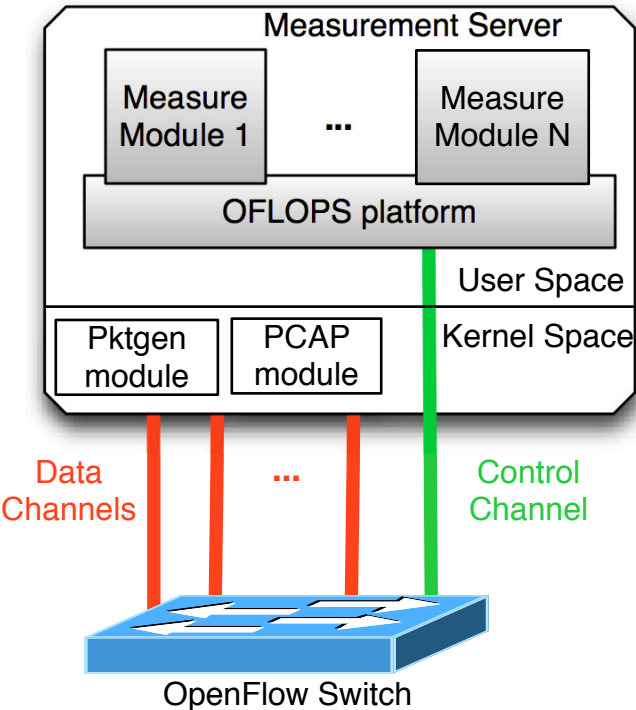 Measurement Server
Measure
Module 1
...
Measure
Module N
OFLOPS platform
User Space
Kernel Space
Pktgen
module
PCAP
module
Data
Channels
...
Control
Channel
OpenFlow Switch